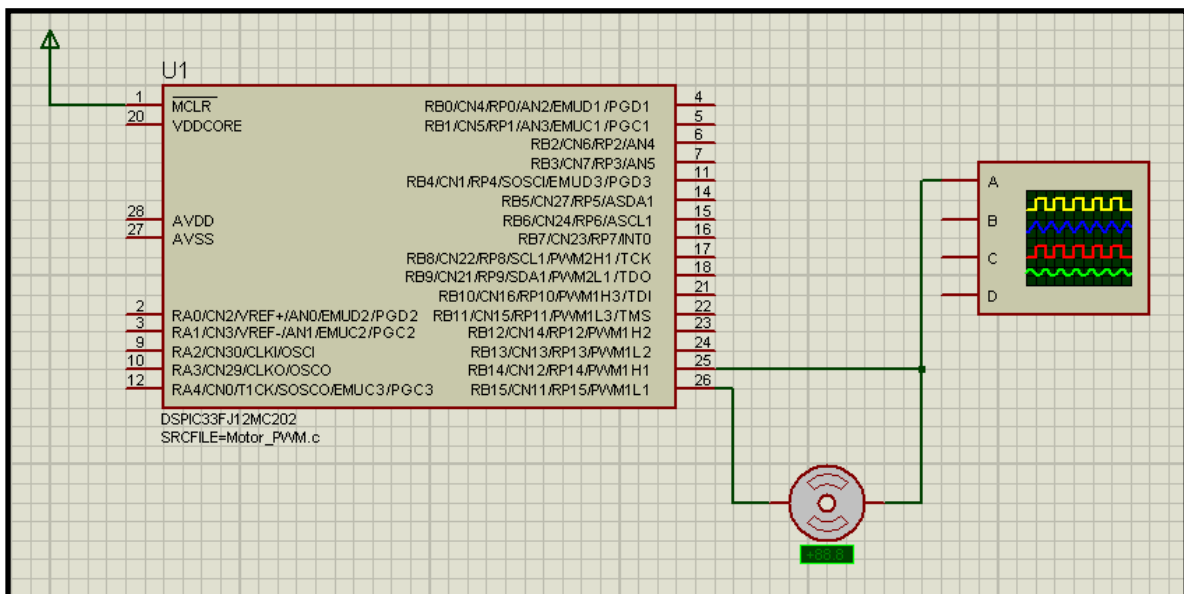 U1
1 MCLR RB0/CN4/RP0/AN2/EMUD1/PGD1 4
20 VDDCORE RB1/CN5/RP1/AN3/EMUC1/PGC1 5
RB2/CN6/RP2/AN4 6
RB3/CN7/RP3/AN5 7
RB4/CN1/RP4/SOSCI/EMUD3/PGD3 11
RB5/CN27/RP5/ASDA1 14
28 AVDD RB6/CN24/RP6/ASCL1 15
27 AVSS RB7/CN23/RP7/INT0 16
RB8/CN22/RP8/SCL1/PWM2H1/TCK 17
RB9/CN21/RP9/SDA1/PWM2L1/TDO 18
RB10/CN16/RP10/PWM1H3/TDI 21
2 RA0/CN2/VREF+/AN0/EMUD2/PGD2 RB11/CN15/RP11/PWM1L3/TMS 22
3 RA1/CN3/VREF-/AN1/EMUC2/PGC2 RB12/CN14/RP12/PWM1H2 23
9 RA2/CN30/CLKI/OSCI RB13/CN13/RP13/PWM1L2 24
10 RA3/CN29/CLKO/OSCO RB14/CN12/RP14/PWM1H1 25
12 RA4/CN0/T1CK/SOSCO/EMUC3/PGC3 RB15/CN11/RP15/PWM1L1 26
DSPIC33FJ12MC202
SRCFILE=Motor_PWM.c
A
B
C
D
+88.8